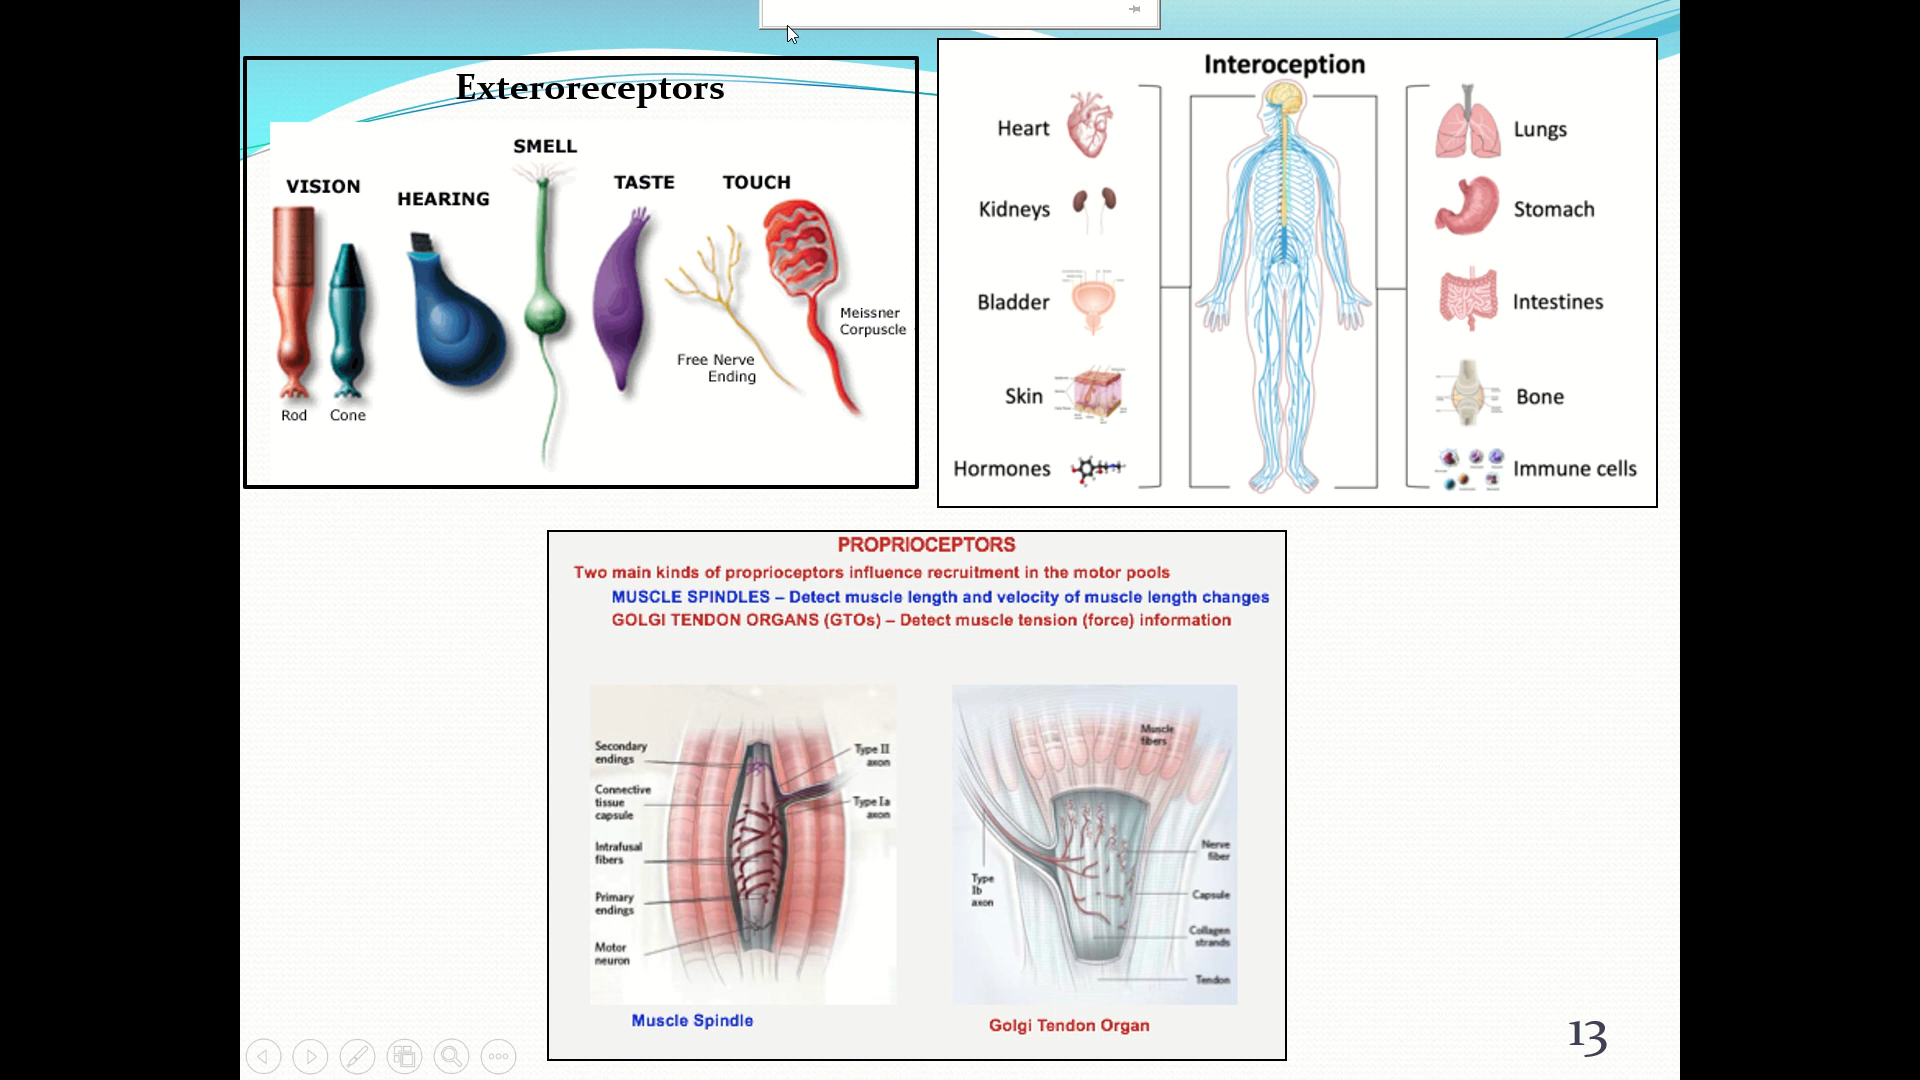 Exteroreceptors
SMELL
VISION
HEARING
TASTE
TOUCH
Meissner
Corpuscle
Free Nerve
Ending
Rod
Cone
Interoception
Heart
Kidneys
Bladder
Skin
Hormones
Lungs
Stomach
Intestines
Bone
Immune cells
PROPRIOCEPTORS
Two main kinds of proprioceptors influence recruitment in the motor pools
MUSCLE SPINDLES – Detect muscle length and velocity of muscle length changes
GOLGI TENDON ORGANS (GTOs) – Detect muscle tension (force) information
Secondary
endings
Connective
tissue
capsule
Intrafusal
fibers
Primary
endings
Motor
neuron
Type II
axon
Type Ia
axon
Muscle Spindle
Muscle
fibers
Type
Ib
axon
Nerve
fiber
Capsule
Collagen
strands
Tendon
Golgi Tendon Organ
13